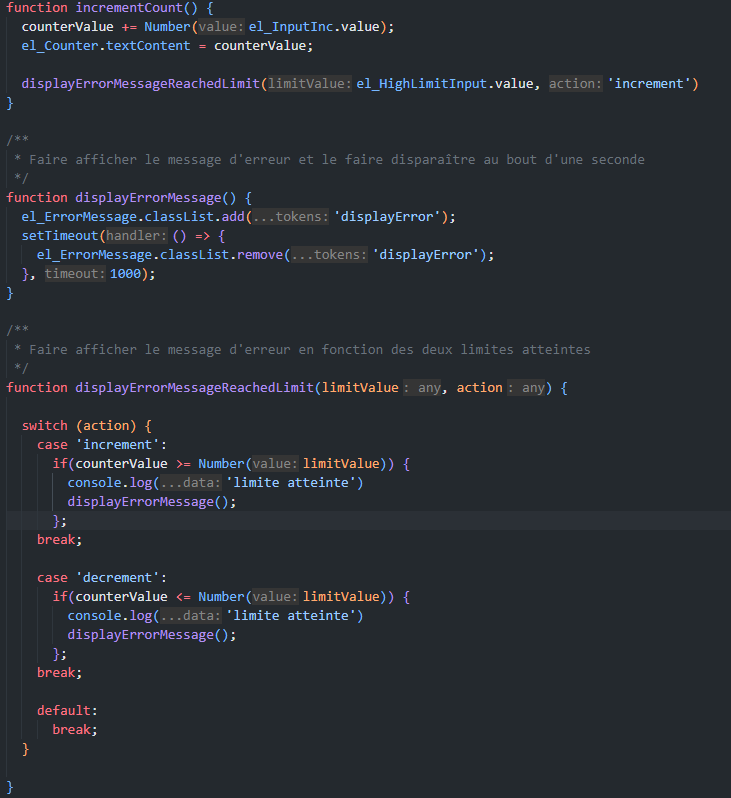 function incrementCount() {
counterValue += Number(value: el_InputInc.value);
el_Counter.textContent = counterValue;
displayErrorMessageReachedLimit(limitValue: el_HighLimitInput.value, action: 'increment')
}
/**
* Faire afficher le message d'erreur et le faire disparaître au bout d'une seconde
*/
function displayErrorMessage() {
el_ErrorMessage.classList.add(...tokens: 'displayError');
setTimeout(handler: () => {
el_ErrorMessage.classList.remove(...tokens: 'displayError');
}, timeout: 1000);
}
/**
* Faire afficher le message d'erreur en fonction des deux limites atteintes
*/
function displayErrorMessageReachedLimit(limitValue: any, action: any) {
switch (action) {
case 'increment':
if(counterValue >= Number(value: limitValue)) {
console.log(...data: 'limite atteinte')
displayErrorMessage();
};
break;
case 'decrement':
if(counterValue <= Number(value: limitValue)) {
console.log(...data: 'limite atteinte')
displayErrorMessage();
};
break;
default:
break;
}
}